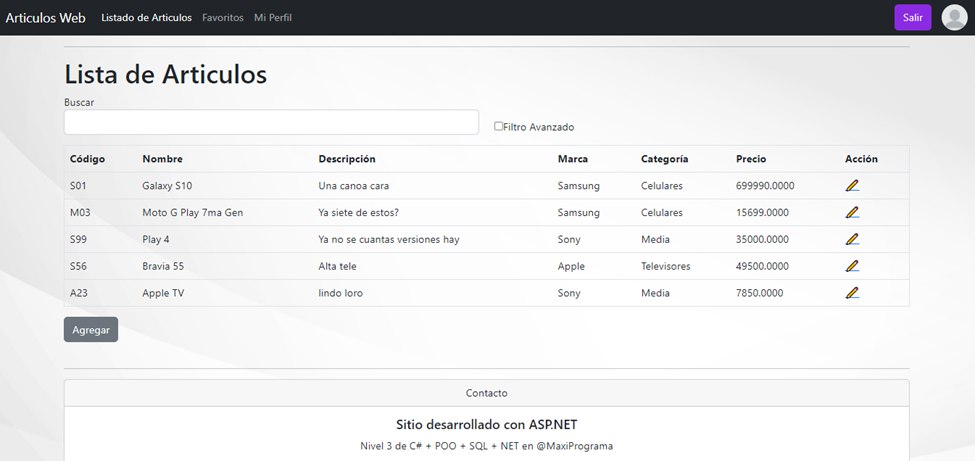 Articulos Web Listado de Articulos Favoritos Mi Perfil Salir
Lista de Articulos
Buscar
Filtro Avanzado
Código Nombre Descripción Marca Categoría Precio Acción
S01 Galaxy S10 Una canoa cara Samsung Celulares 699990.0000
M03 Moto G Play 7ma Gen Ya siete de estos? Samsung Celulares 15699.0000
S99 Play 4 Ya no se cuantas versiones hay Sony Media 35000.0000
S56 Bravia 55 Alta tele Apple Televisores 49500.0000
A23 Apple TV lindo loro Sony Media 7850.0000
Agregar
Contacto
Sitio desarrollado con ASP.NET
Nivel 3 de C# + POO + SQL + NET en @MaxiPrograma